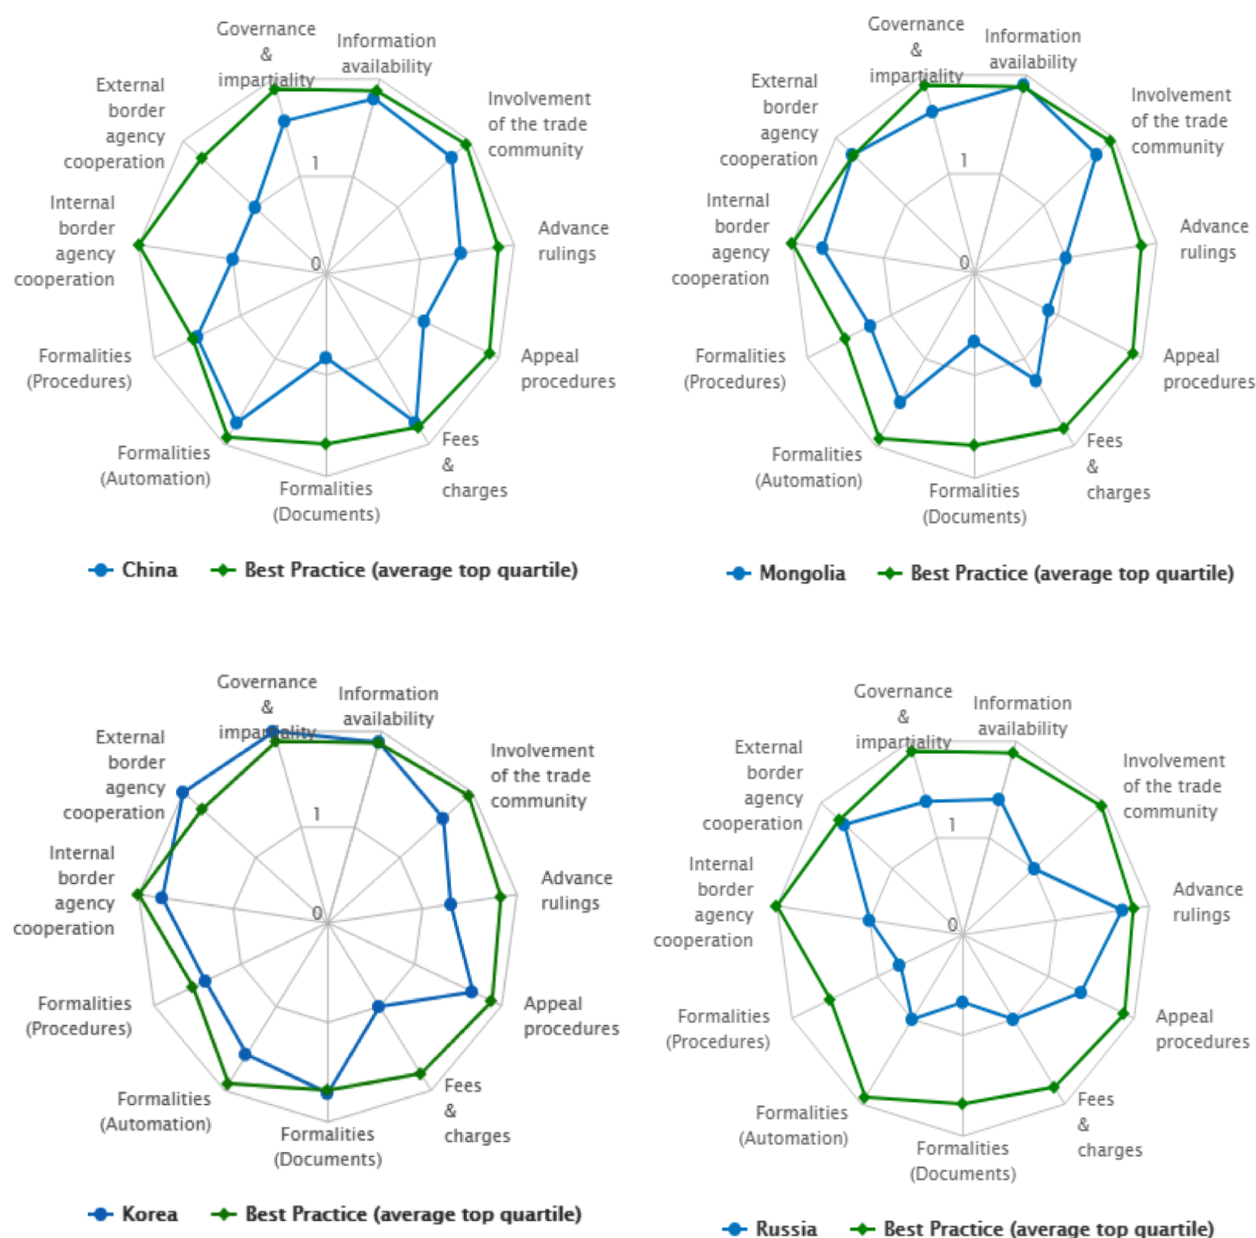 Governance
&
impartiality
Information
availability
External
border
agency
cooperation
Involvement
of the trade
community
1
Internal
border
agency
cooperation
Advance
rulings
0
Formalities
(Procedures)
Appeal
procedures
Formalities
(Automation)
Fees
&
charges
Formalities
(Documents)
China
Best Practice (average top quartile)
Governance
&
impartiality
Information
availability
External
border
agency
cooperation
Involvement
of the trade
community
1
Internal
border
agency
cooperation
Advance
rulings
0
Formalities
(Procedures)
Appeal
procedures
Formalities
(Automation)
Fees
&
charges
Formalities
(Documents)
Mongolia
Best Practice (average top quartile)
Governance
&
impartiality
Information
availability
External
border
agency
cooperation
Involvement
of the trade
community
1
Internal
border
agency
cooperation
Advance
rulings
0
Formalities
(Procedures)
Appeal
procedures
Formalities
(Automation)
Fees
&
charges
Formalities
(Documents)
Korea
Best Practice (average top quartile)
Governance
&
impartiality
Information
availability
External
border
agency
cooperation
Involvement
of the trade
community
1
Internal
border
agency
cooperation
Advance
rulings
0
Formalities
(Procedures)
Appeal
procedures
Formalities
(Automation)
Fees
&
charges
Formalities
(Documents)
Russia
Best Practice (average top quartile)